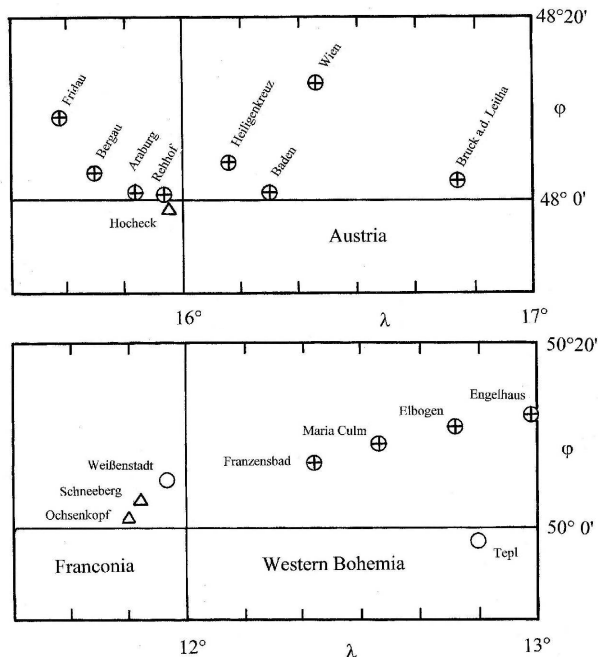 48°20'
Wien
φ
Fridau
Heiligenkreuz
Bruck a.d. Leitha
Bergau
Araburg
Rehhof
Baden
48° 0'
Hocheck
Austria
16°
λ
17°
50°20'
Engelhaus
Elbogen
Maria Culm
φ
Weißenstadt
Franzensbad
Schneeberg
Ochsenkopf
50° 0'
Tepl
Franconia
Western Bohemia
12°
λ
13°